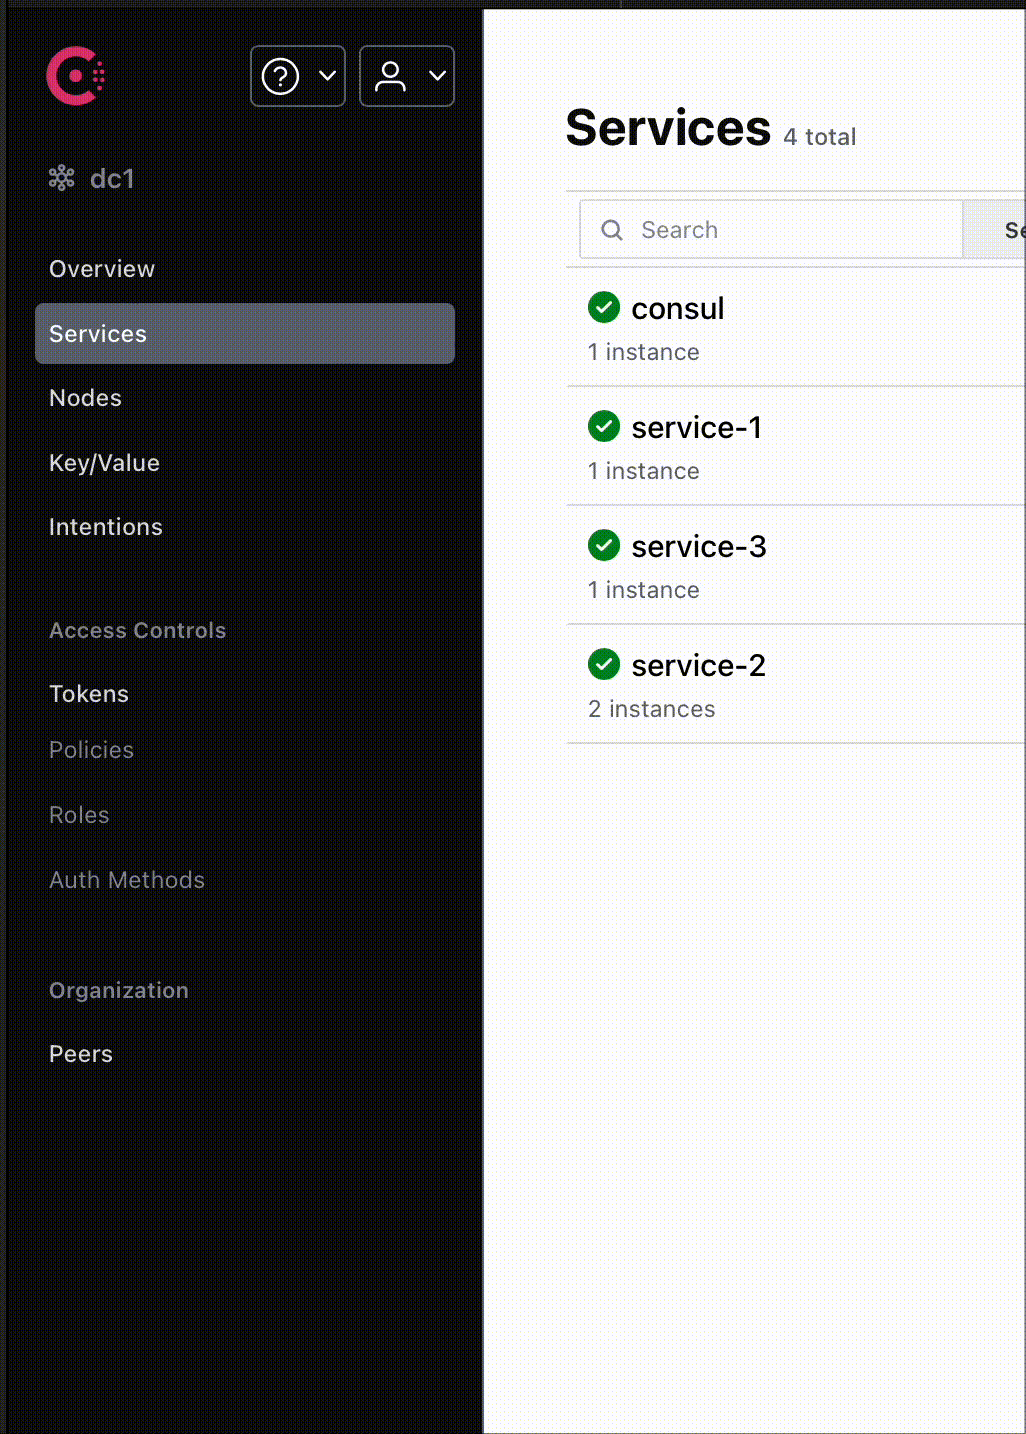 dc1
Overview
Services
Nodes
Key/Value
Intentions
Access Controls
Tokens
Policies
Roles
Auth Methods
Organization
Peers
Services 4 total
Search
consul
1 instance
service-1
1 instance
service-3
1 instance
service-2
2 instances